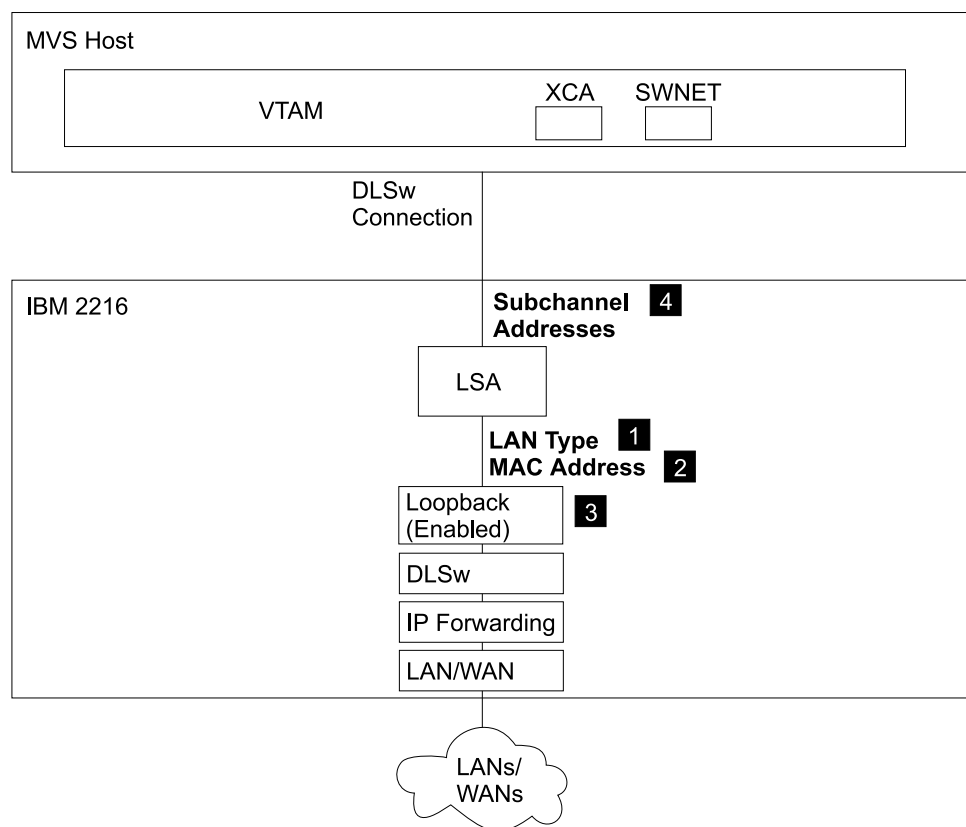 MVS Host
XCA SWNET
VTAM
DLSw
Connection
IBM 2216
Subchannel 4
Addresses
LSA
LAN Type 1
MAC Address 2
Loopback
(Enabled)
3
DLSw
IP Forwarding
LAN/WAN
LANs/
WANs